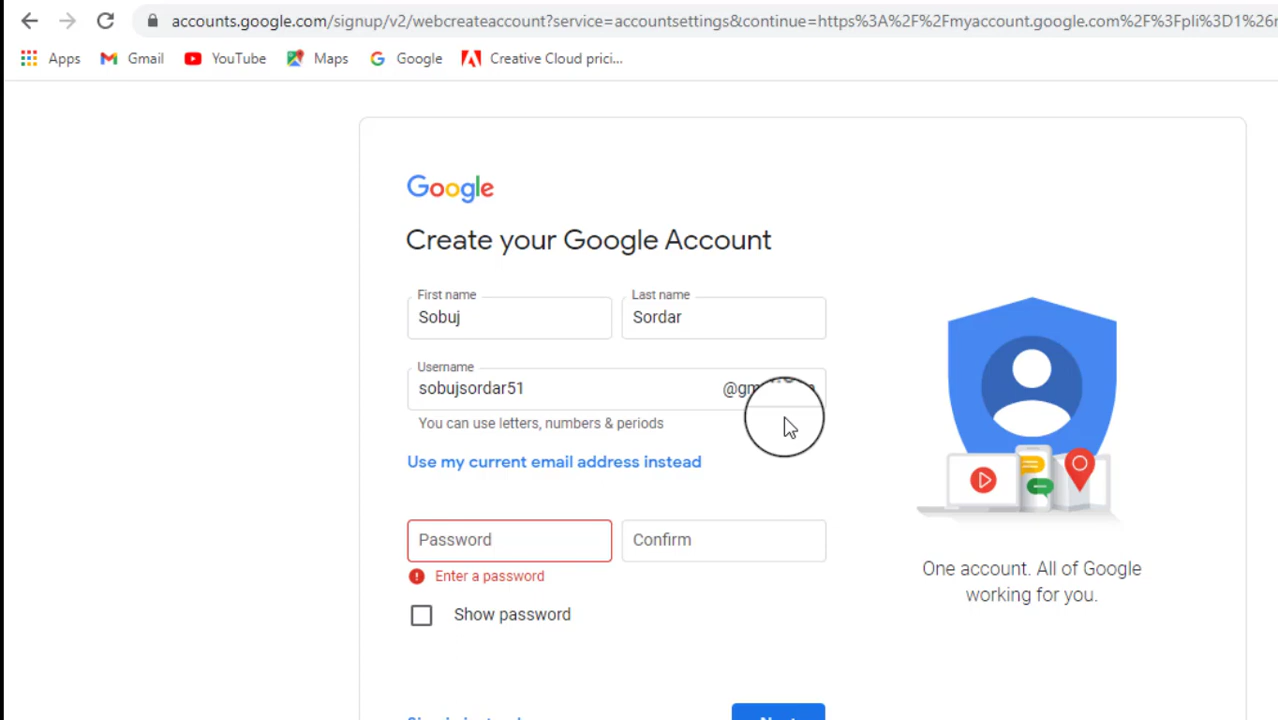 accounts.google.com/signup/v2/webcreateaccount?service=accountsettings&continue=https%3A%2F%2Fmyaccount.google.com%2F%3Fpli%3D1%26
Apps Gmail YouTube Maps Google Creative Cloud prici...
Google
Create your Google Account
First name Last name
Sobuj Sordar
Username
sobujsordar51
You can use letters, numbers & periods
Use my current email address instead
Password Confirm
Enter a password
Show password
One account. All of Google
working for you.